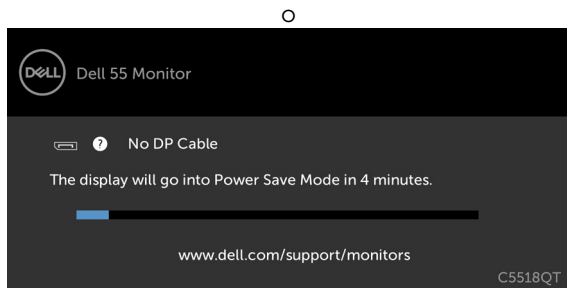 o
DELL Dell 55 Monitor
? No DP Cable
The display will go into Power Save Mode in 4 minutes.
www.dell.com/support/monitors
C5518QT